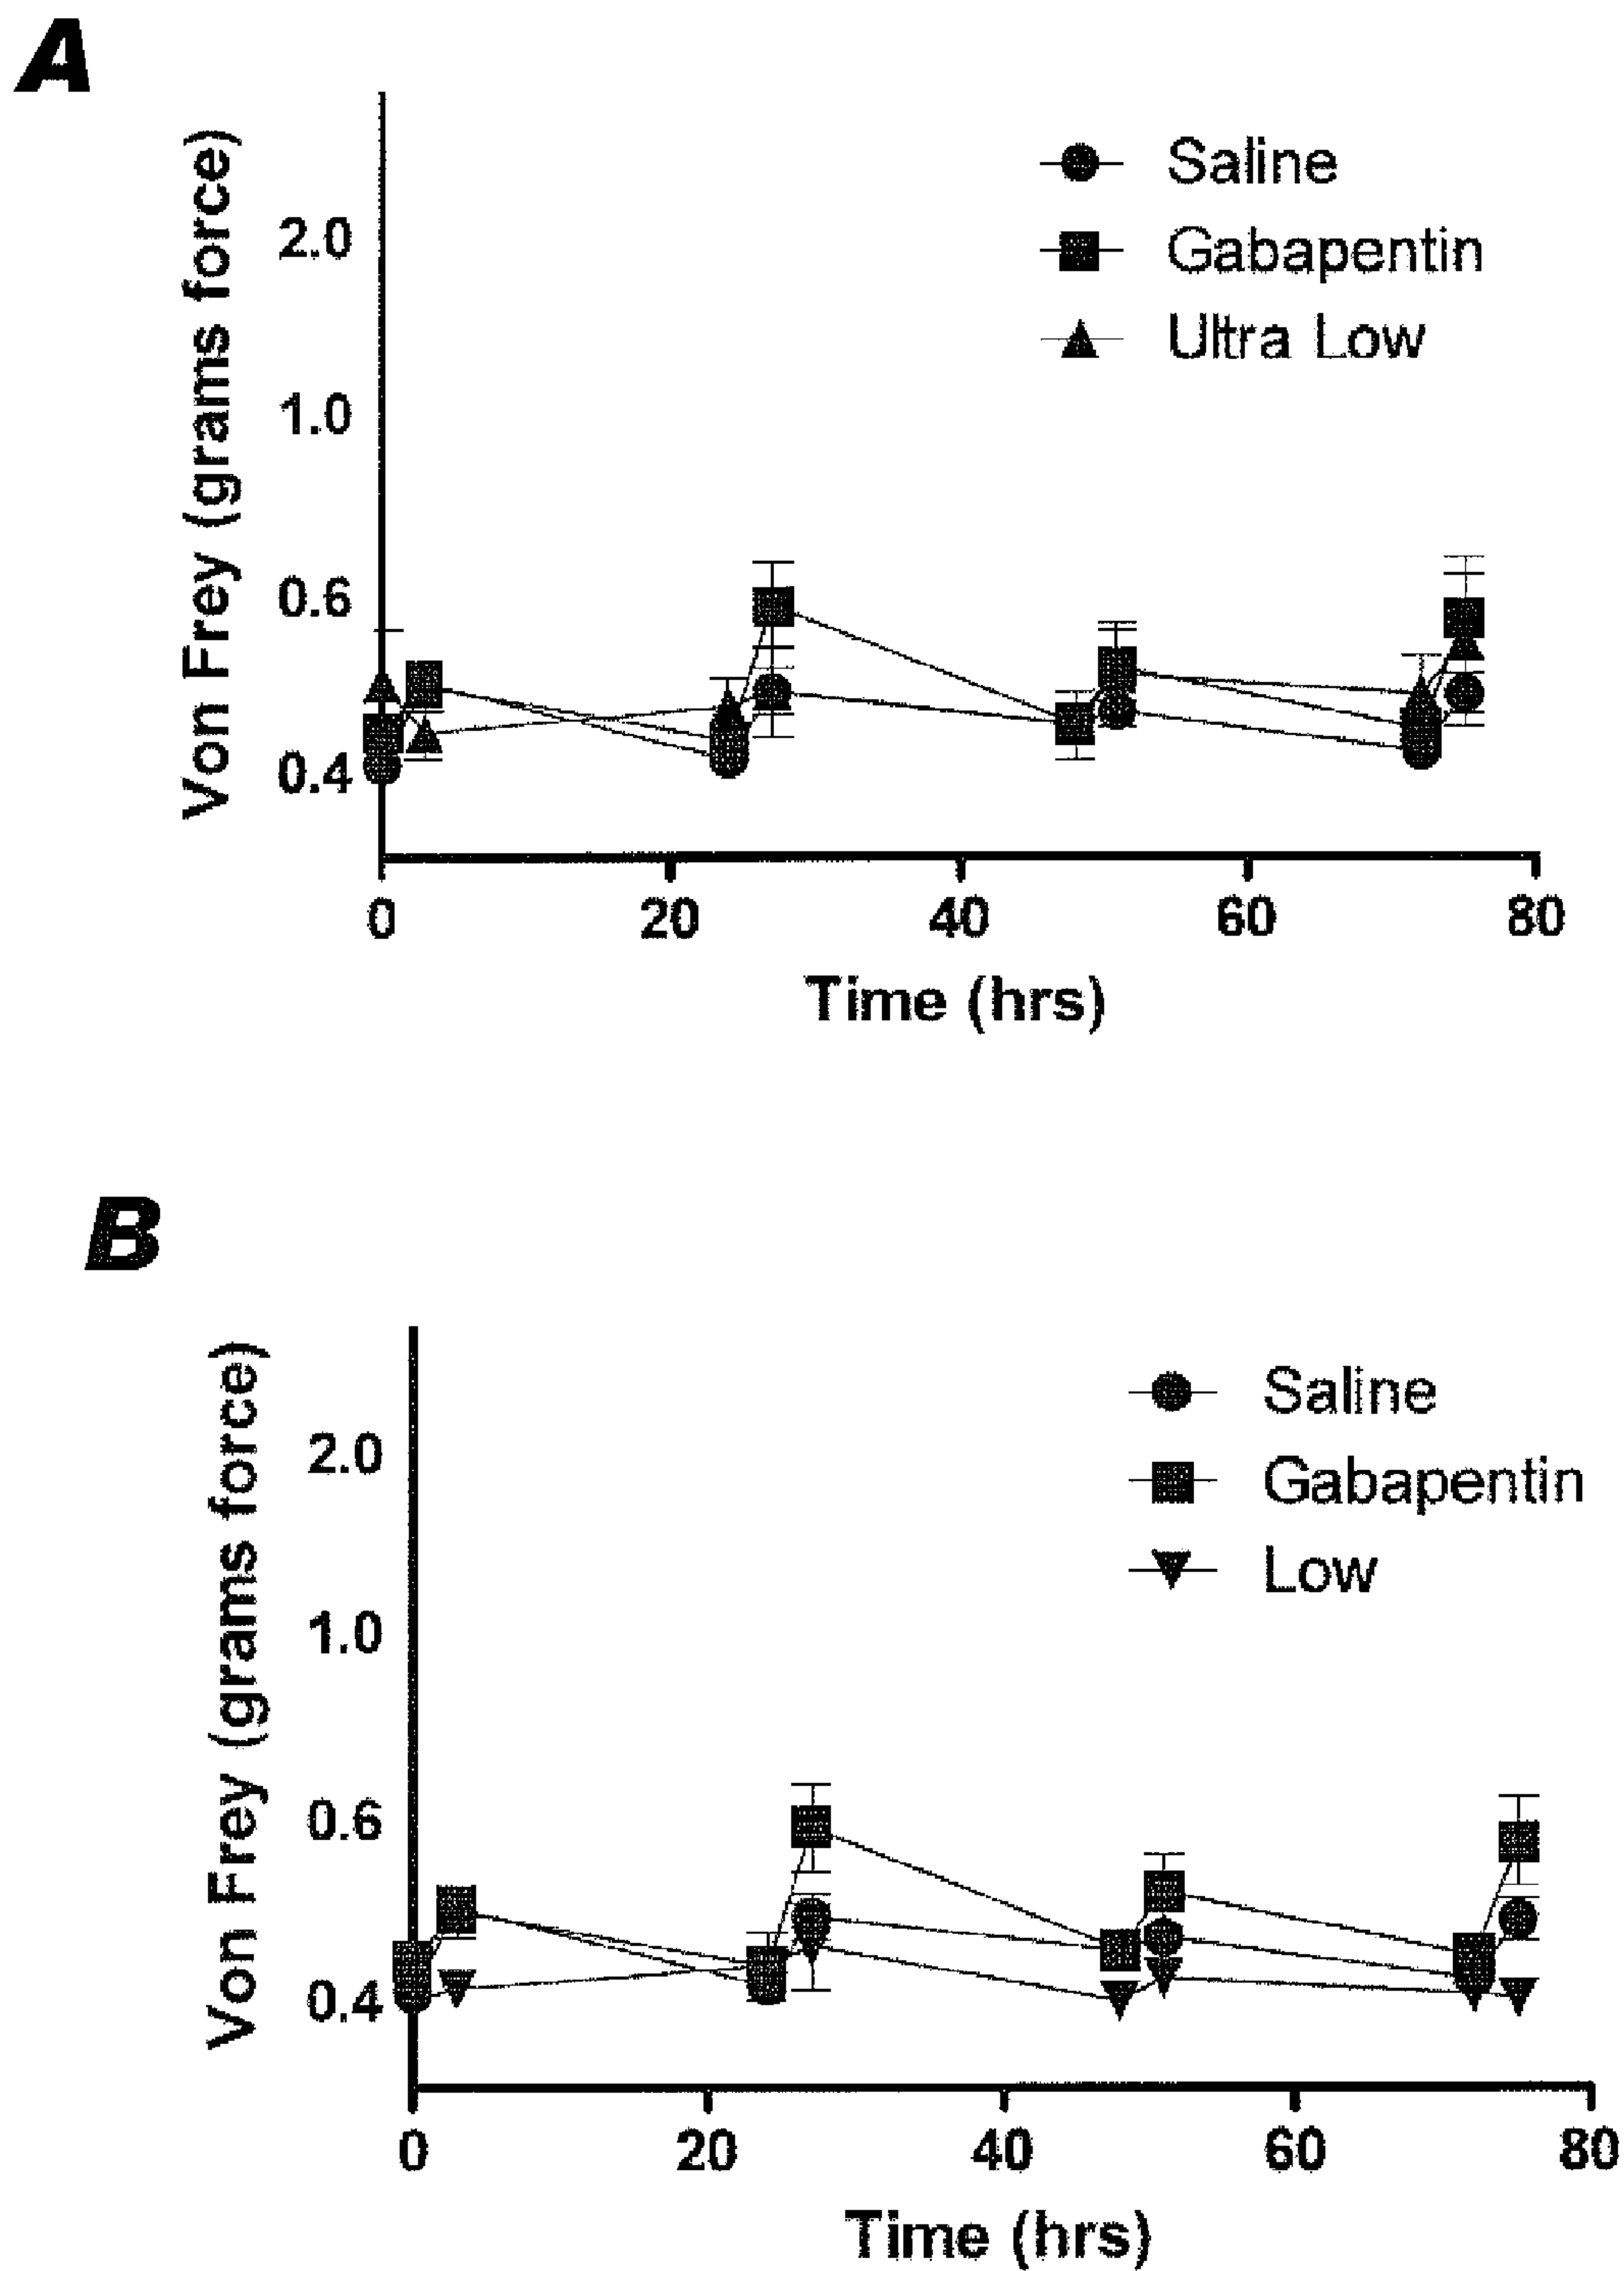 A
Von Frey (grams force)
2.0
1.0
0.6
0.4
Saline
Gabapentin
Ultra Low
0 20 40 60 80
Time (hrs)
B
Von Frey (grams force)
2.0
1.0
0.6
0.4
Saline
Gabapentin
Low
0 20 40 60 80
Time (hrs)